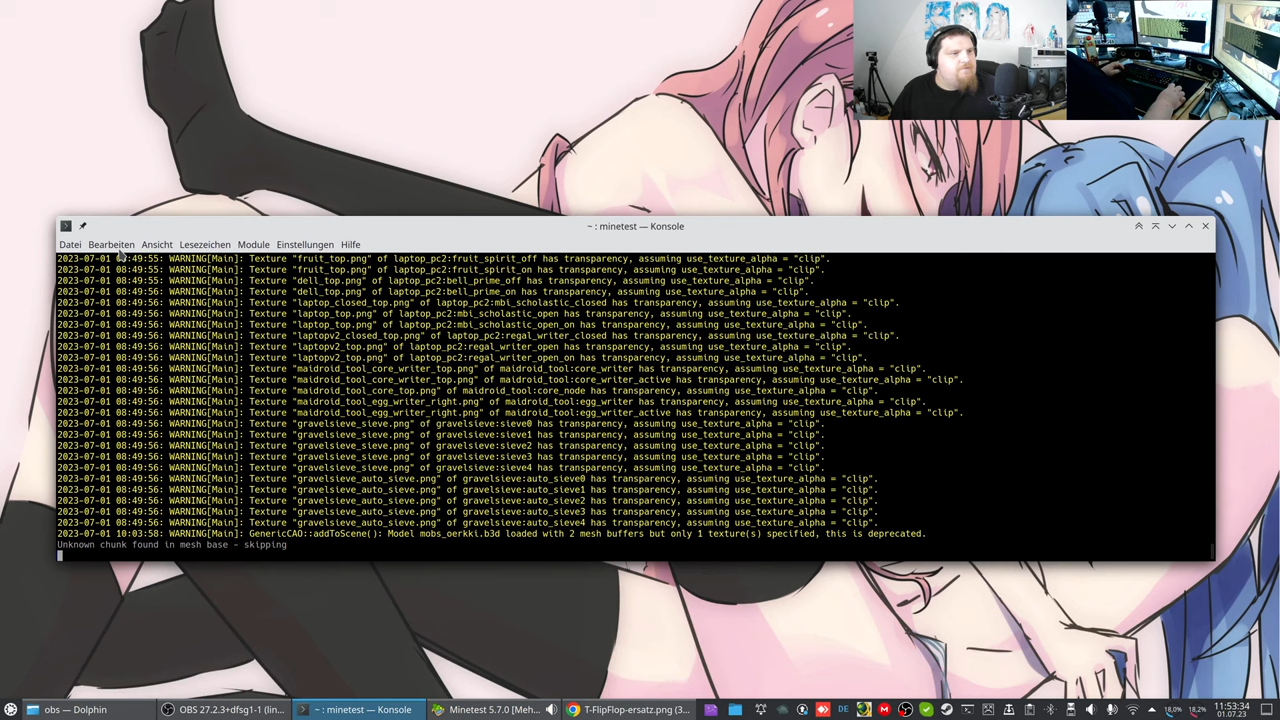 ~ : minetest — Konsole
Datei Bearbeiten Ansicht Lesezeichen Module Einstellungen Hilfe
2023-07-01 08:49:55: WARNING[Main]: Texture "fruit_top.png" of laptop_pc2:fruit_spirit_off has transparency, assuming use_texture_alpha = "clip".
2023-07-01 08:49:55: WARNING[Main]: Texture "fruit_top.png" of laptop_pc2:fruit_spirit_on has transparency, assuming use_texture_alpha = "clip".
2023-07-01 08:49:55: WARNING[Main]: Texture "dell_top.png" of laptop_pc2:bell_prime_off has transparency, assuming use_texture_alpha = "clip".
2023-07-01 08:49:55: WARNING[Main]: Texture "dell_top.png" of laptop_pc2:bell_prime_on has transparency, assuming use_texture_alpha = "clip".
2023-07-01 08:49:56: WARNING[Main]: Texture "laptop_closed_top.png" of laptop_pc2:mbi_scholastic_closed has transparency, assuming use_texture_alpha = "clip".
2023-07-01 08:49:56: WARNING[Main]: Texture "laptop_top.png" of laptop_pc2:mbi_scholastic_open has transparency, assuming use_texture_alpha = "clip".
2023-07-01 08:49:56: WARNING[Main]: Texture "laptop_top.png" of laptop_pc2:mbi_scholastic_on has transparency, assuming use_texture_alpha = "clip".
2023-07-01 08:49:56: WARNING[Main]: Texture "laptopv2_closed_top.png" of laptop_pc2:regal_writer_closed has transparency, assuming use_texture_alpha = "clip".
2023-07-01 08:49:56: WARNING[Main]: Texture "laptopv2_top.png" of laptop_pc2:regal_writer_open has transparency, assuming use_texture_alpha = "clip".
2023-07-01 08:49:56: WARNING[Main]: Texture "laptopv2_top.png" of laptop_pc2:regal_writer_on has transparency, assuming use_texture_alpha = "clip".
2023-07-01 08:49:56: WARNING[Main]: Texture "maidroid_tool_core_writer_top.png" of maidroid_tool:core_writer has transparency, assuming use_texture_alpha = "clip".
2023-07-01 08:49:56: WARNING[Main]: Texture "maidroid_tool_core_writer_top.png" of maidroid_tool:core_writer_active has transparency, assuming use_texture_alpha = "clip".
2023-07-01 08:49:56: WARNING[Main]: Texture "maidroid_tool_core_top.png" of maidroid_tool:core_node has transparency, assuming use_texture_alpha = "clip".
2023-07-01 08:49:56: WARNING[Main]: Texture "maidroid_tool_egg_writer_right.png" of maidroid_tool:egg_writer has transparency, assuming use_texture_alpha = "clip".
2023-07-01 08:49:56: WARNING[Main]: Texture "maidroid_tool_egg_writer_right.png" of maidroid_tool:egg_writer_active has transparency, assuming use_texture_alpha = "clip".
2023-07-01 08:49:56: WARNING[Main]: Texture "gravelsieve_sieve.png" of gravelsieve:sieve0 has transparency, assuming use_texture_alpha = "clip".
2023-07-01 08:49:56: WARNING[Main]: Texture "gravelsieve_sieve.png" of gravelsieve:sieve1 has transparency, assuming use_texture_alpha = "clip".
2023-07-01 08:49:56: WARNING[Main]: Texture "gravelsieve_sieve.png" of gravelsieve:sieve2 has transparency, assuming use_texture_alpha = "clip".
2023-07-01 08:49:56: WARNING[Main]: Texture "gravelsieve_sieve.png" of gravelsieve:sieve3 has transparency, assuming use_texture_alpha = "clip".
2023-07-01 08:49:56: WARNING[Main]: Texture "gravelsieve_sieve.png" of gravelsieve:sieve4 has transparency, assuming use_texture_alpha = "clip".
2023-07-01 08:49:56: WARNING[Main]: Texture "gravelsieve_auto_sieve.png" of gravelsieve:auto_sieve0 has transparency, assuming use_texture_alpha = "clip".
2023-07-01 08:49:56: WARNING[Main]: Texture "gravelsieve_auto_sieve.png" of gravelsieve:auto_sieve1 has transparency, assuming use_texture_alpha = "clip".
2023-07-01 08:49:56: WARNING[Main]: Texture "gravelsieve_auto_sieve.png" of gravelsieve:auto_sieve2 has transparency, assuming use_texture_alpha = "clip".
2023-07-01 08:49:56: WARNING[Main]: Texture "gravelsieve_auto_sieve.png" of gravelsieve:auto_sieve3 has transparency, assuming use_texture_alpha = "clip".
2023-07-01 08:49:56: WARNING[Main]: Texture "gravelsieve_auto_sieve.png" of gravelsieve:auto_sieve4 has transparency, assuming use_texture_alpha = "clip".
2023-07-01 10:03:58: WARNING[Main]: GenericCAO::addToScene(): Model mobs_oerkki.b3d loaded with 2 mesh buffers but only 1 texture(s) specified, this is deprecated.
Unknown chunk found in mesh base - skipping
obs — Dolphin OBS 27.2.3+dfsg1-1 (lin... ~ : minetest — Konsole Minetest 5.7.0 [Meh... T-FlipFlop-ersatz.png (3... DE 18,0% 18,2% 11:53:34 01.07.23